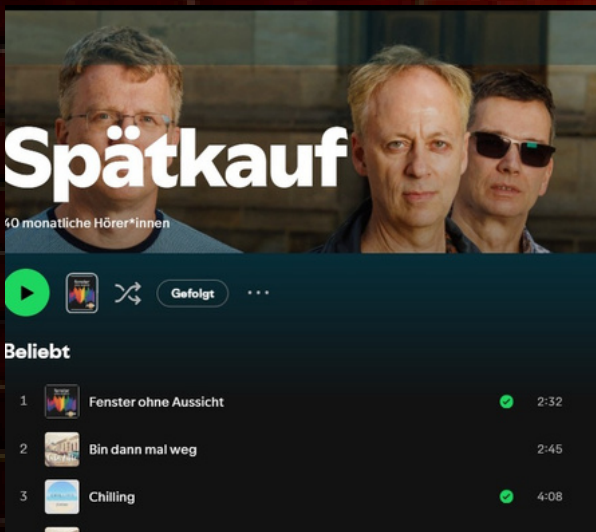 Spätkauf
40 monatliche Hörer*innen
Gefolgt
Beliebt
1 Fenster ohne Aussicht 2:32
2 Bin dann mal weg 2:45
3 Chilling 4:08